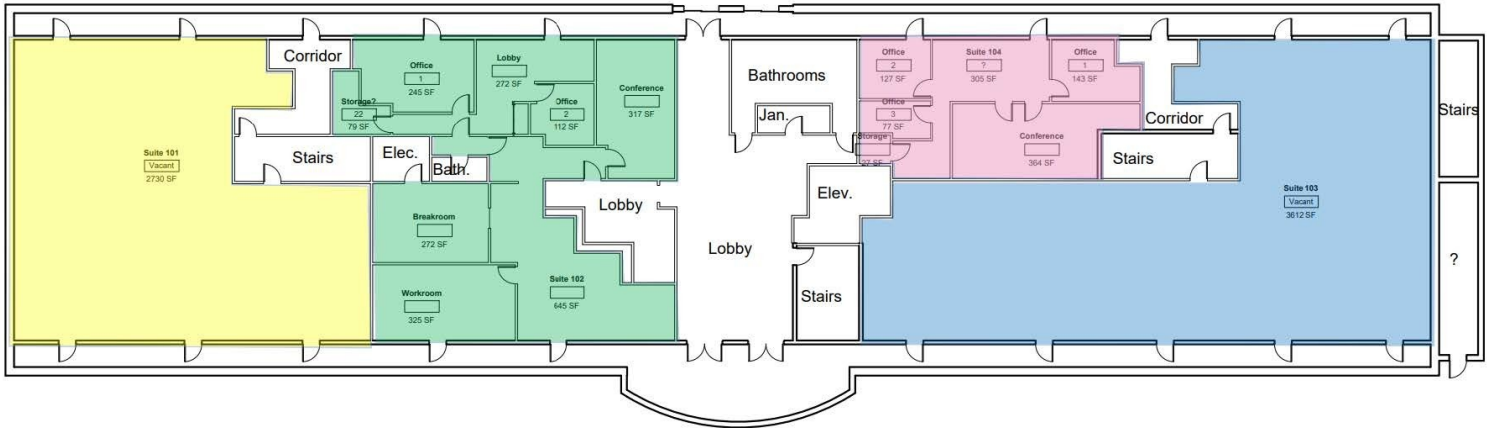 Corridor
Office
1
245 SF
Lobby
272 SF
Conference
317 SF
Storage?
22
79 SF
Office
2
112 SF
Suite 101
Vacant
2730 SF
Stairs
Elec.
Bath.
Breakroom
272 SF
Lobby
Workroom
325 SF
Suite 102
645 SF
Lobby
Bathrooms
Jan.
Office
2
127 SF
Suite 104
?
305 SF
Office
1
143 SF
Office
3
77 SF
Storage
27 SF
Conference
364 SF
Corridor
Stairs
Elev.
Stairs
Suite 103
Vacant
3612 SF
Stairs
?